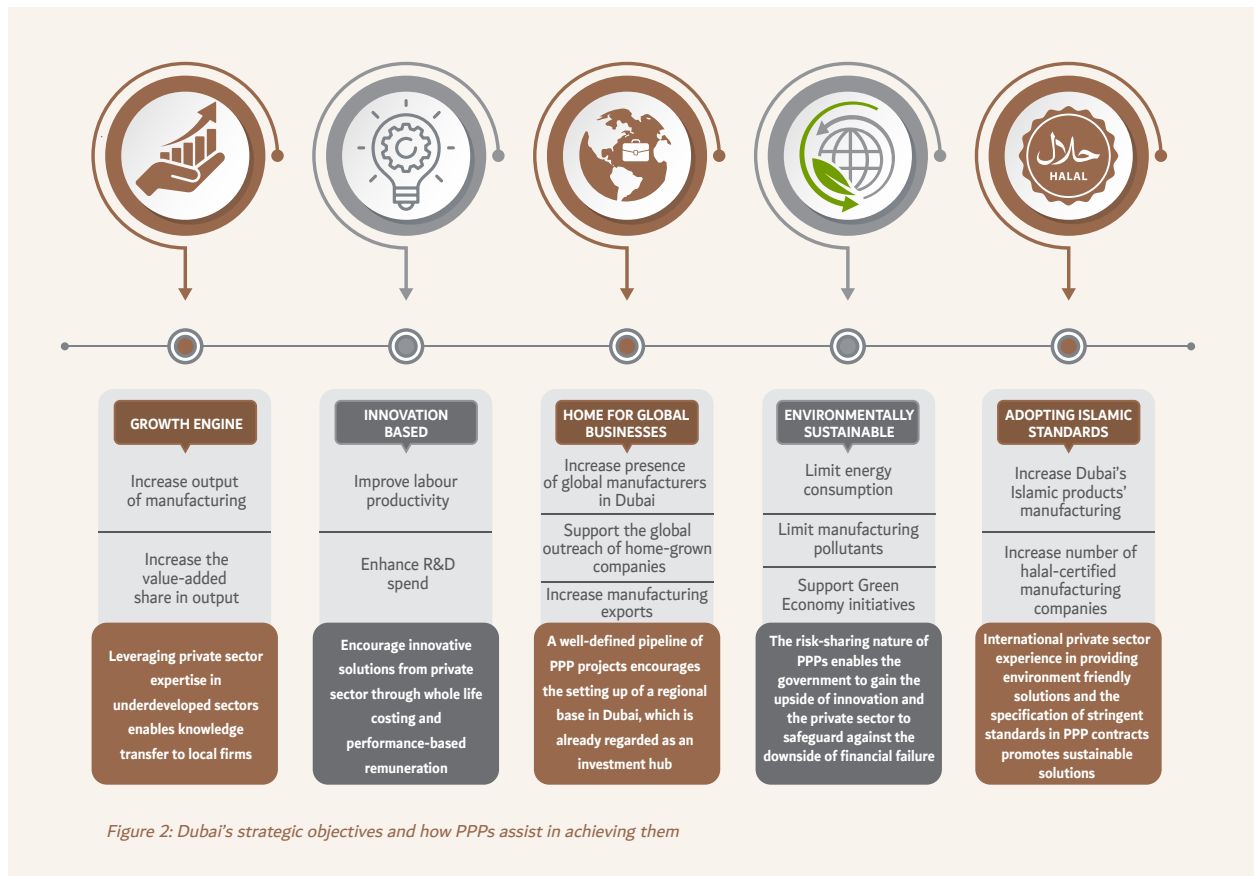 حلال
HALAL
GROWTH ENGINE
Increase output
of manufacturing
Increase the
value-added
share in output
Leveraging private sector
expertise in
underdeveloped sectors
enables knowledge
transfer to local firms
INNOVATION
BASED
Improve labour
productivity
Enhance R&D
spend
Encourage innovative
solutions from private
sector through whole life
costing and
performance-based
remuneration
HOME FOR GLOBAL
BUSINESSES
Increase presence
of global manufacturers
in Dubai
Support the global
outreach of home-grown
companies
Increase manufacturing
exports
A well-defined pipeline of
PPP projects encourages
the setting up of a regional
base in Dubai, which is
already regarded as an
investment hub
ENVIRONMENTALLY
SUSTAINABLE
Limit energy
consumption
Limit manufacturing
pollutants
Support Green
Economy initiatives
The risk-sharing nature of
PPPs enables the
government to gain the
upside of innovation and
the private sector to
safeguard against the
downside of financial failure
ADOPTING ISLAMIC
STANDARDS
Increase Dubai's
Islamic products'
manufacturing
Increase number of
halal-certified
manufacturing
companies
International private sector
experience in providing
environment friendly
solutions and the
specification of stringent
standards in PPP contracts
promotes sustainable
solutions
Figure 2: Dubai's strategic objectives and how PPPs assist in achieving them